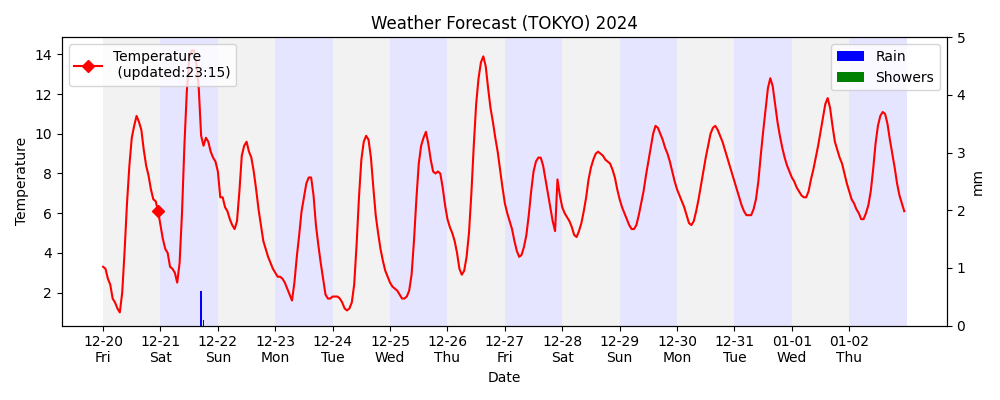 Weather Forecast (TOKYO) 2024
Temperature
(updated:23:15)
Rain
Showers
Temperature
14
12
10
8
6
4
2
5
4
3
2
1
0
mm
12-20 12-21 12-22 12-23 12-24 12-25 12-26 12-27 12-28 12-29 12-30 12-31 01-01 01-02
Fri Sat Sun Mon Tue Wed Thu Fri Sat Sun Mon Tue Wed Thu
Date